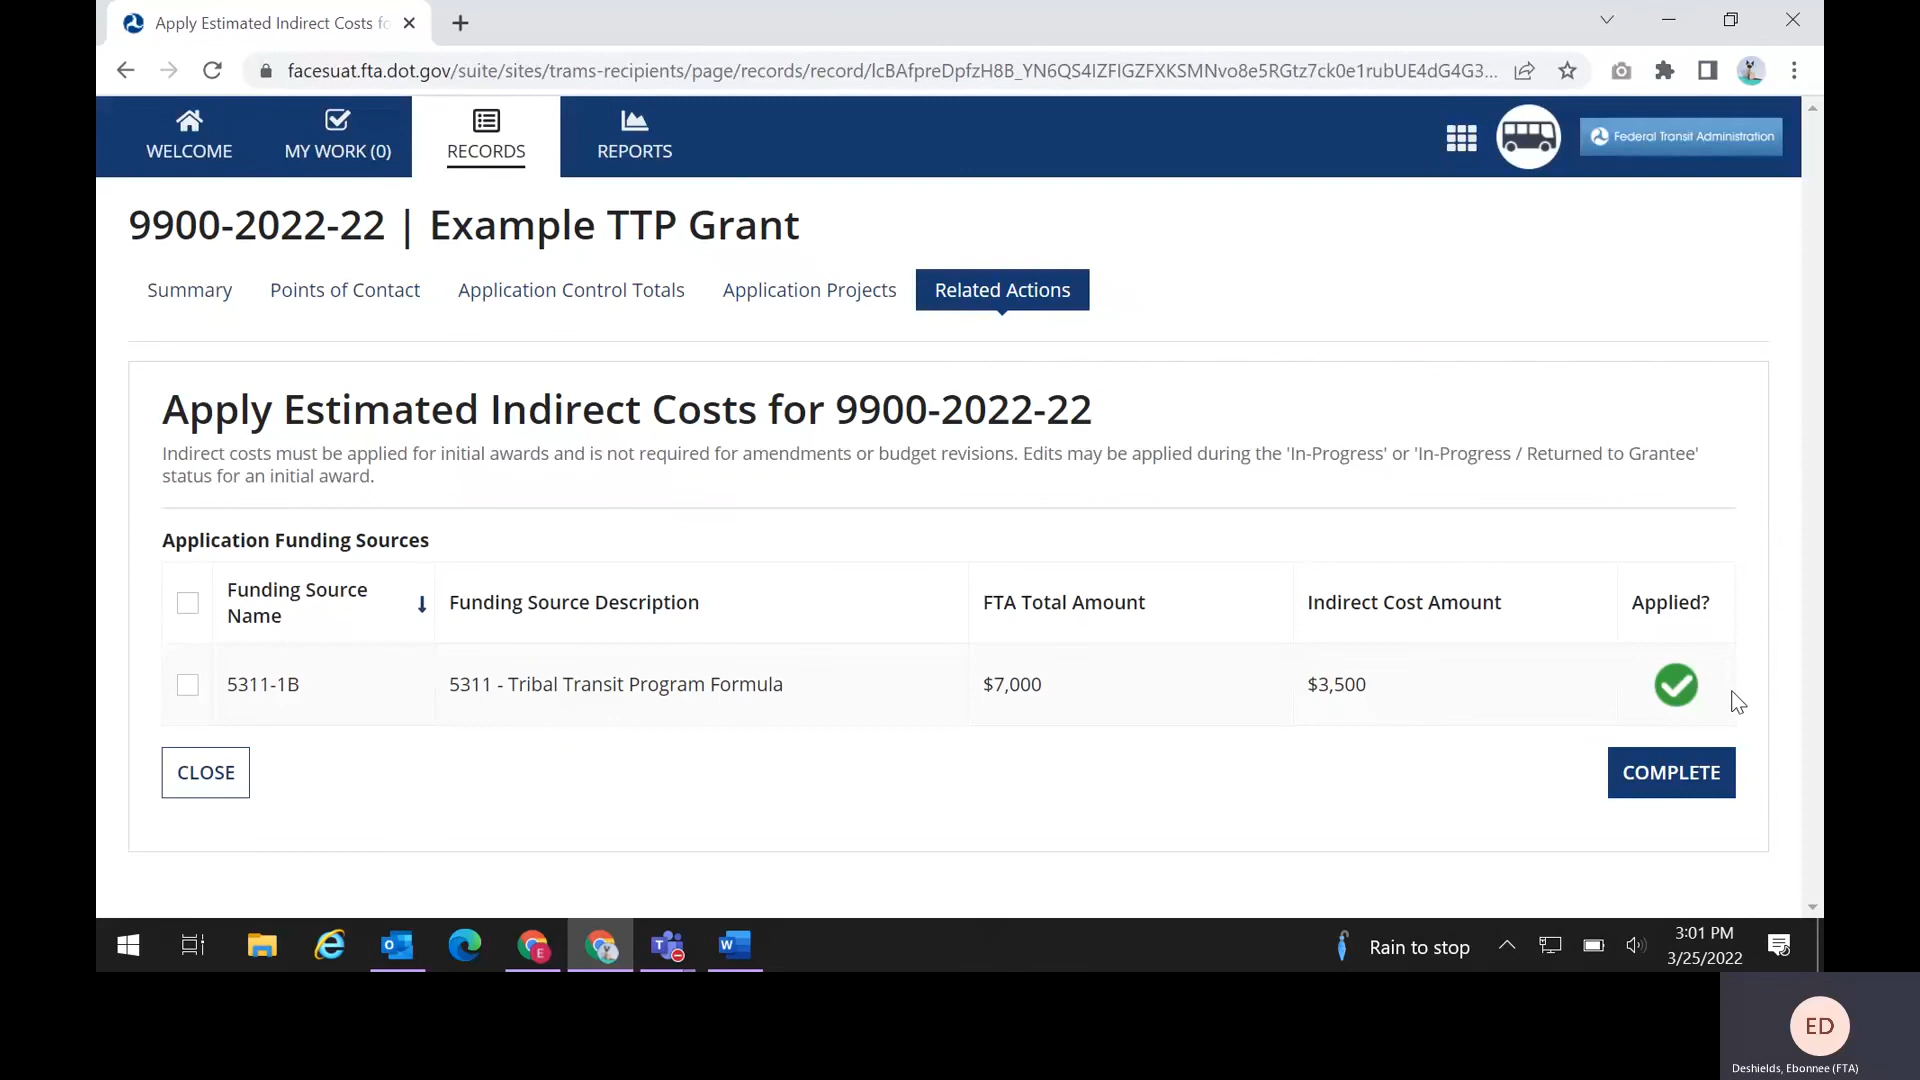 Apply Estimated Indirect Costs fo
facesuat.fta.dot.gov/suite/sites/trams-recipients/page/records/record/lcBAfpreDpfzH8B_YN6QS4IZFIGZFXKSMNvo8e5RGtz7ck0e1rubUE4dG4G3...
WELCOME
MY WORK (0)
RECORDS
REPORTS
Federal Transit Administration
9900-2022-22 | Example TTP Grant
Summary
Points of Contact
Application Control Totals
Application Projects
Related Actions
Apply Estimated Indirect Costs for 9900-2022-22
Indirect costs must be applied for initial awards and is not required for amendments or budget revisions. Edits may be applied during the 'In-Progress' or 'In-Progress / Returned to Grantee'
status for an initial award.
Application Funding Sources
Funding Source Name
Funding Source Description
FTA Total Amount
Indirect Cost Amount
Applied?
5311-1B
5311 - Tribal Transit Program Formula
$7,000
$3,500
CLOSE
COMPLETE
Rain to stop
3:01 PM
3/25/2022
ED
Deshields, Ebonnee (FTA)